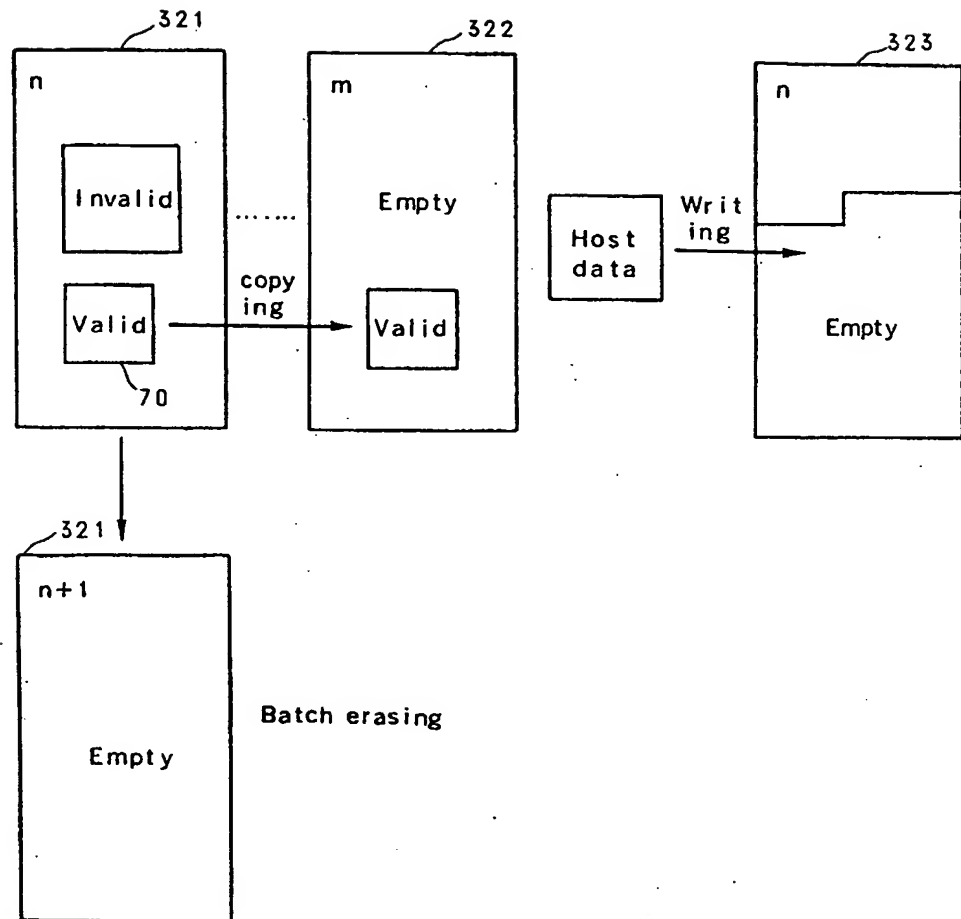 321
322
323
n
m
n
Invalid
Empty
.......
Host
data
Writ
ing
copy
ing
Valid
Valid
Empty
70
321
n+1
Batch erasing
Empty